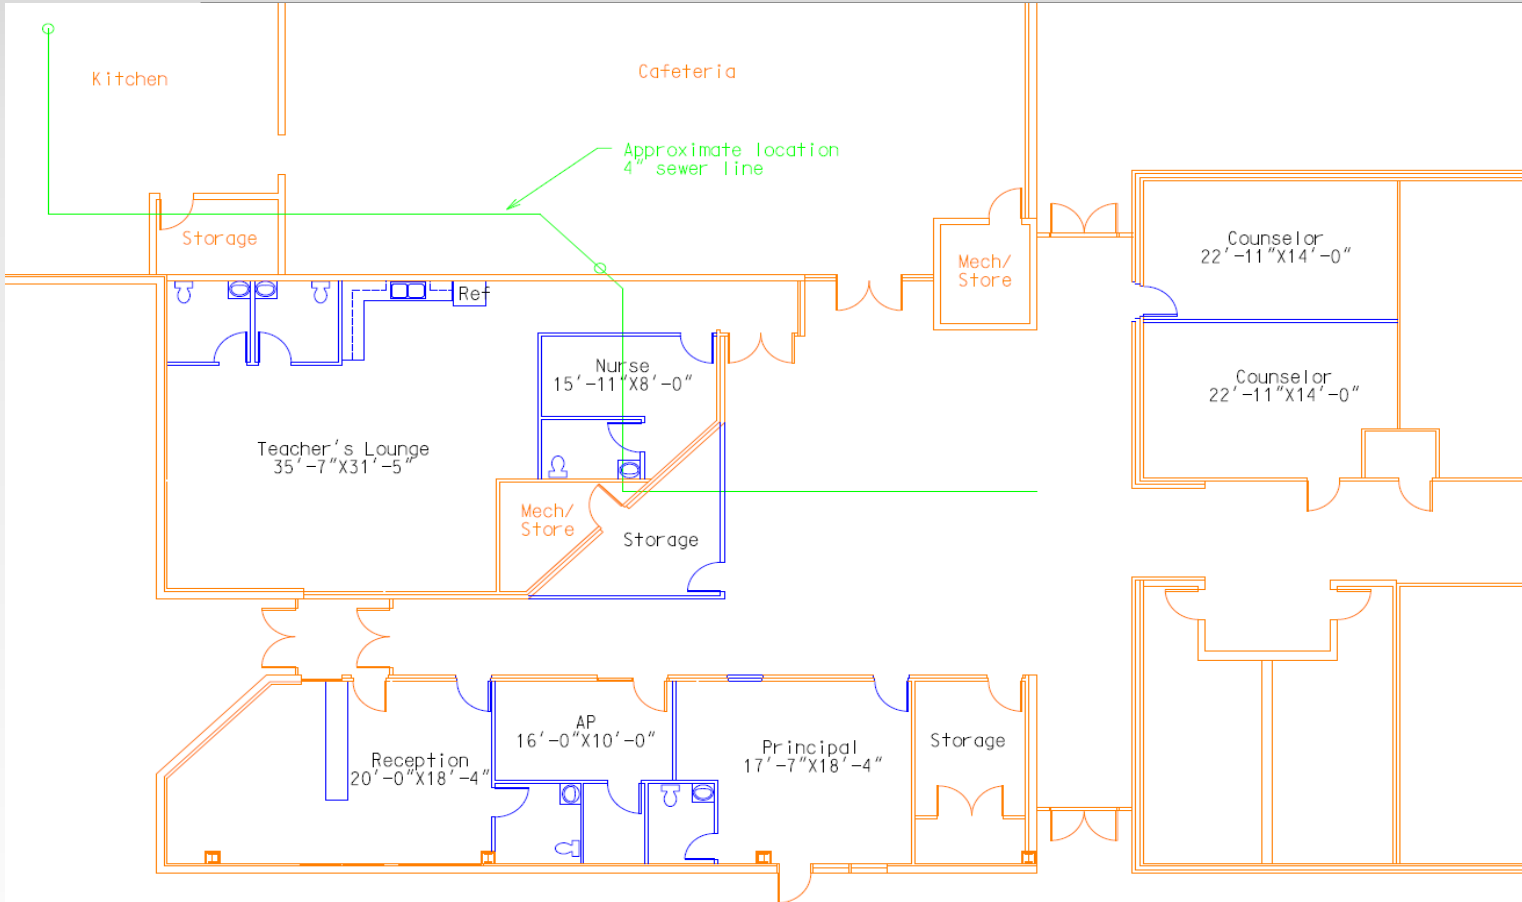 Kitchen
Cafeteria
Approximate location
4" sewer line
Storage
Mech/
Store
Counselor
22'-11"X14'-0"
Ref
Nurse
15'-11"X8'-0"
Counselor
22'-11"X14'-0"
Teacher's Lounge
35'-7"X31'-5"
Mech/
Store
Storage
AP
16'-0"X10'-0"
Reception
20'-0"X18'-4"
Principal
17'-7"X18'-4"
Storage